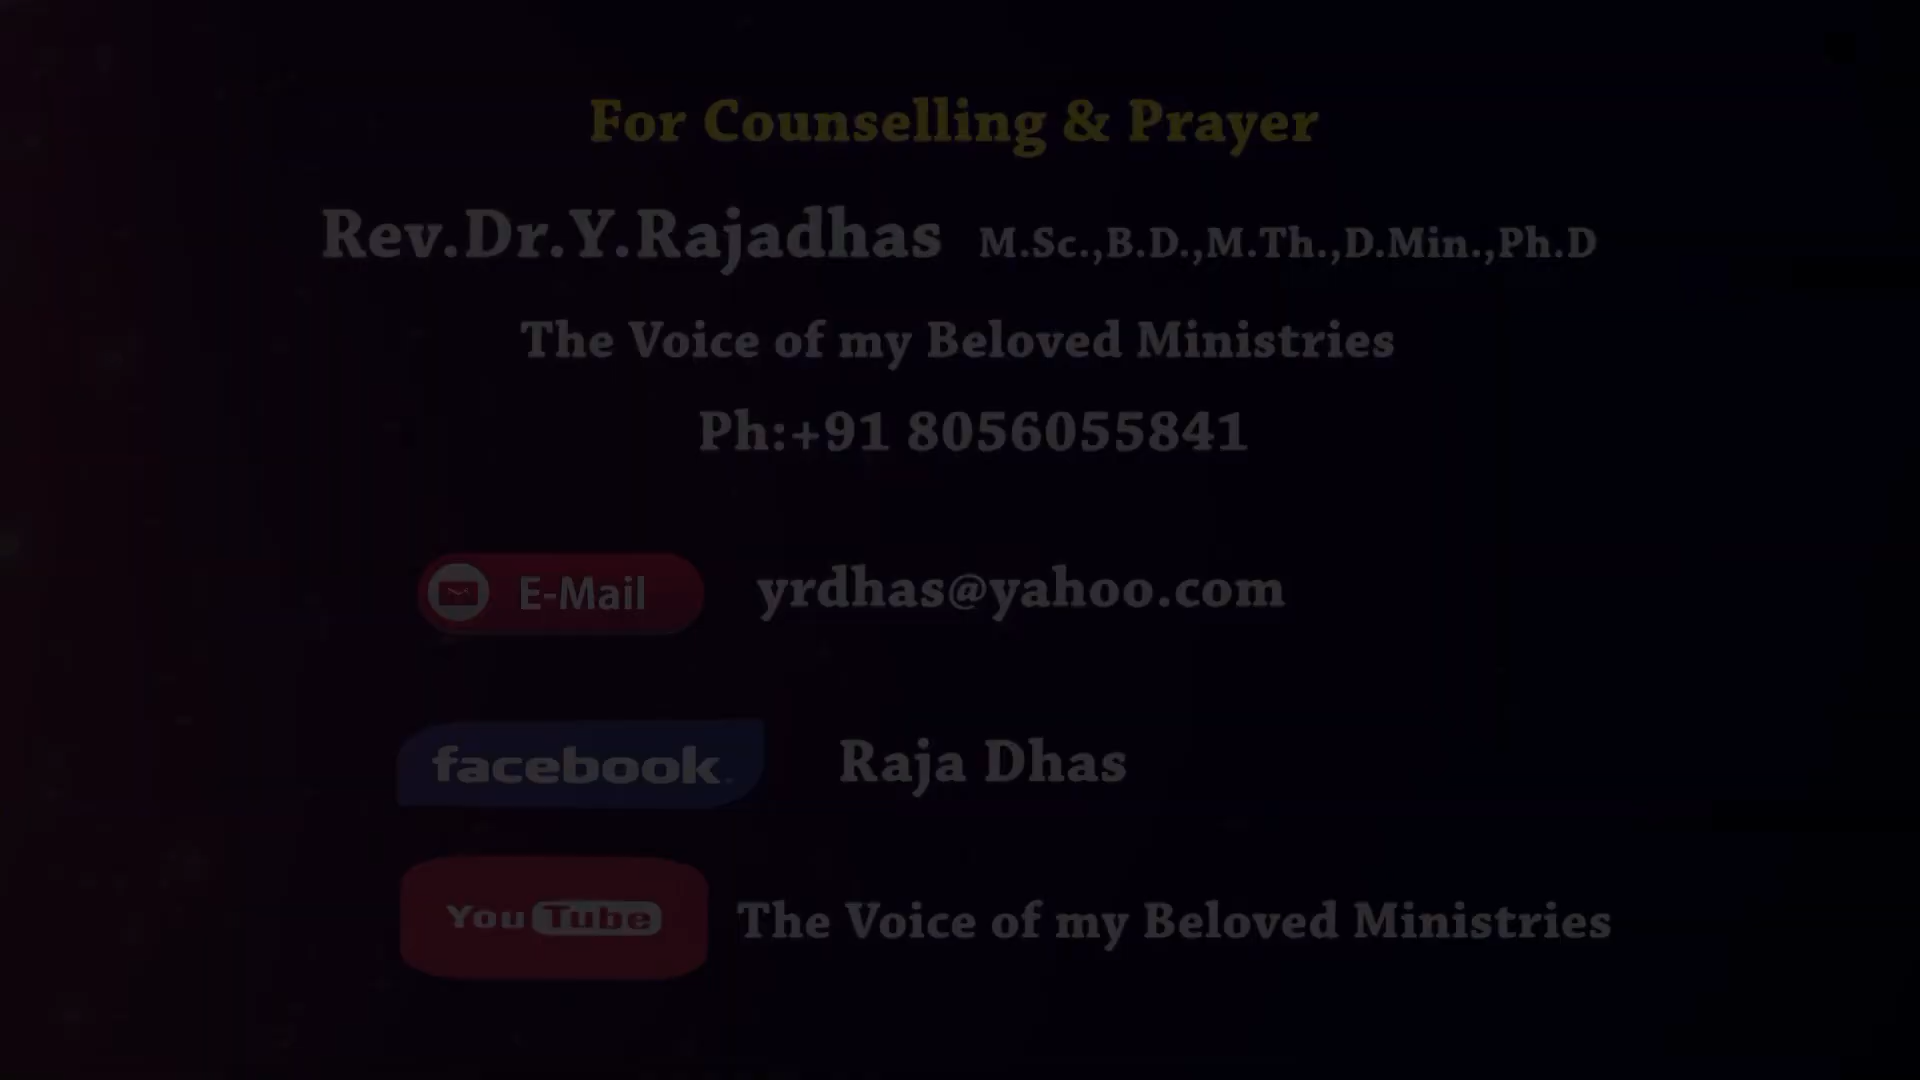 For Counselling & Prayer
Rev.Dr.Y.Rajadhas M.Sc.,B.D.,M.Th.,D.Min.,Ph.D
The Voice of my Beloved Ministries
Ph:+91 8056055841
E-Mail yrdhas@yahoo.com
facebook. Raja Dhas
YouTube The Voice of my Beloved Ministries